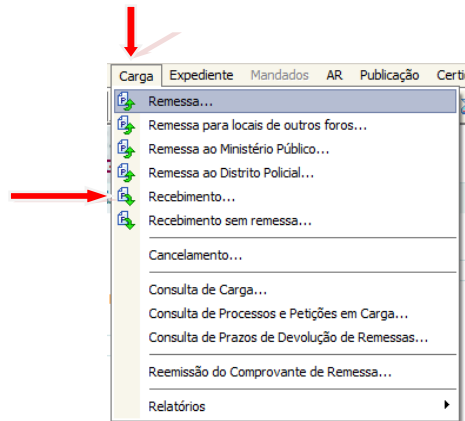 Carga Expediente Mandados AR Publicação Certi
Remessa...
Remessa para locais de outros foros...
Remessa ao Ministério Público...
Remessa ao Distrito Policial...
Recebimento...
Recebimento sem remessa...
Cancelamento...
Consulta de Carga...
Consulta de Processos e Petições em Carga...
Consulta de Prazos de Devolução de Remessas...
Reemissão do Comprovante de Remessa...
Relatórios